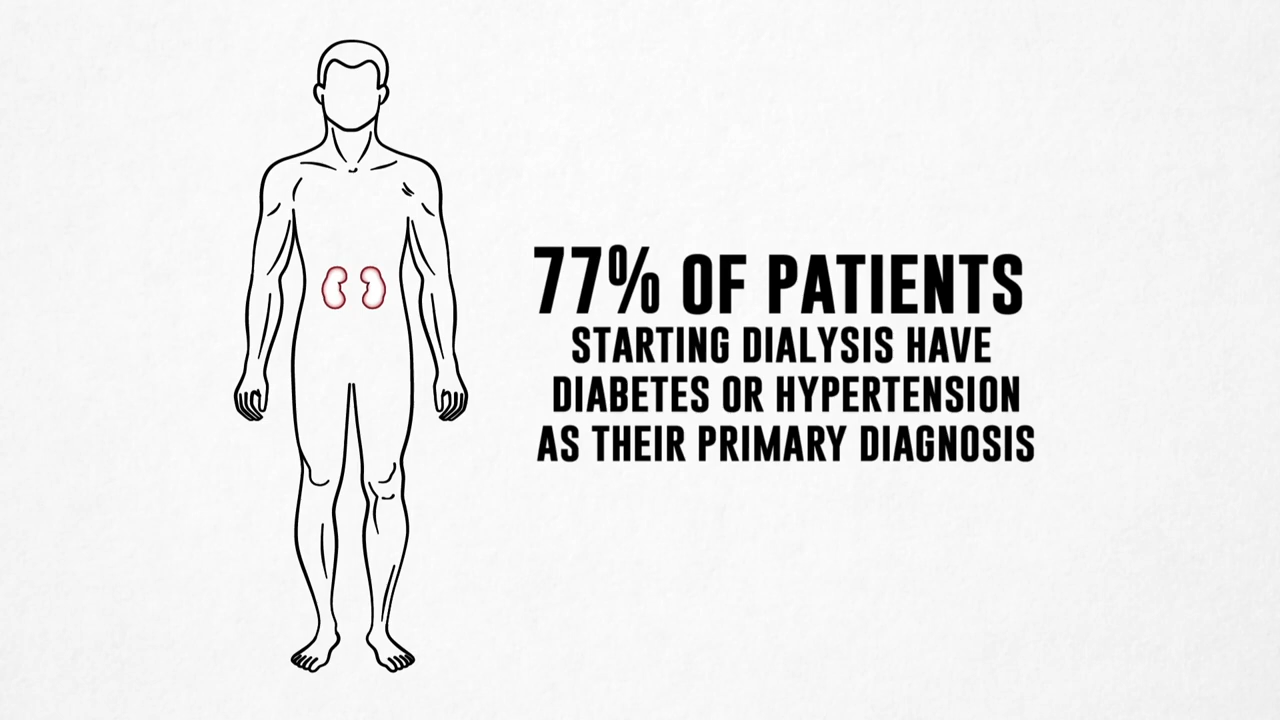 77% OF PATIENTS
STARTING DIALYSIS HAVE
DIABETES OR HYPERTENSION
AS THEIR PRIMARY DIAGNOSIS